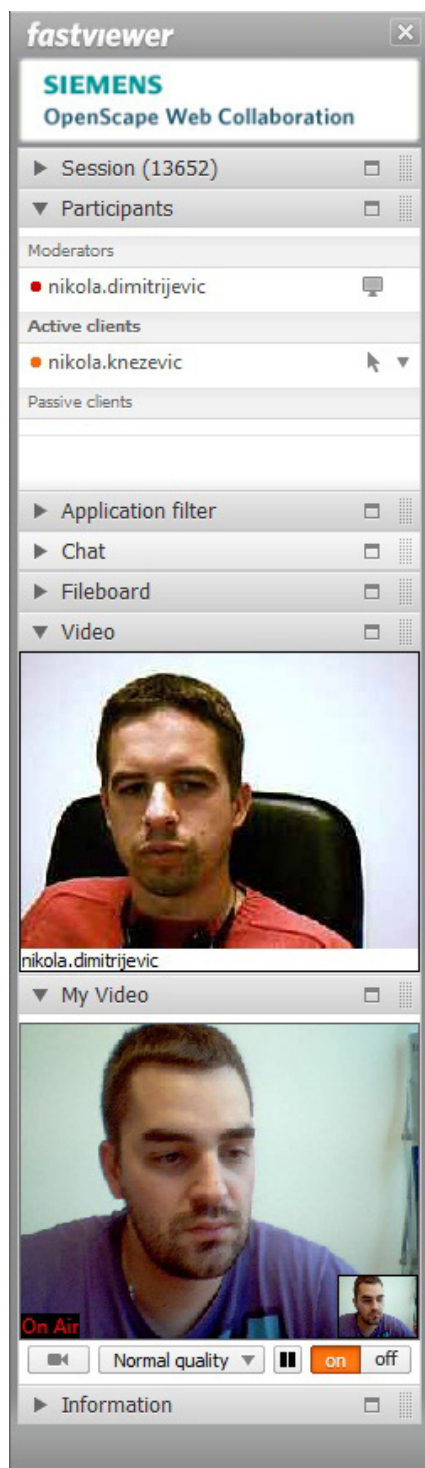 fastviewer
SIEMENS
OpenScape Web Collaboration
Session (13652)
Participants
Moderators
nikola.dimitrijevic
Active clients
nikola.knezevic
Passive clients
Application filter
Chat
Fileboard
Video
nikola.dimitrijevic
My Video
On Air
Normal quality
on off
Information